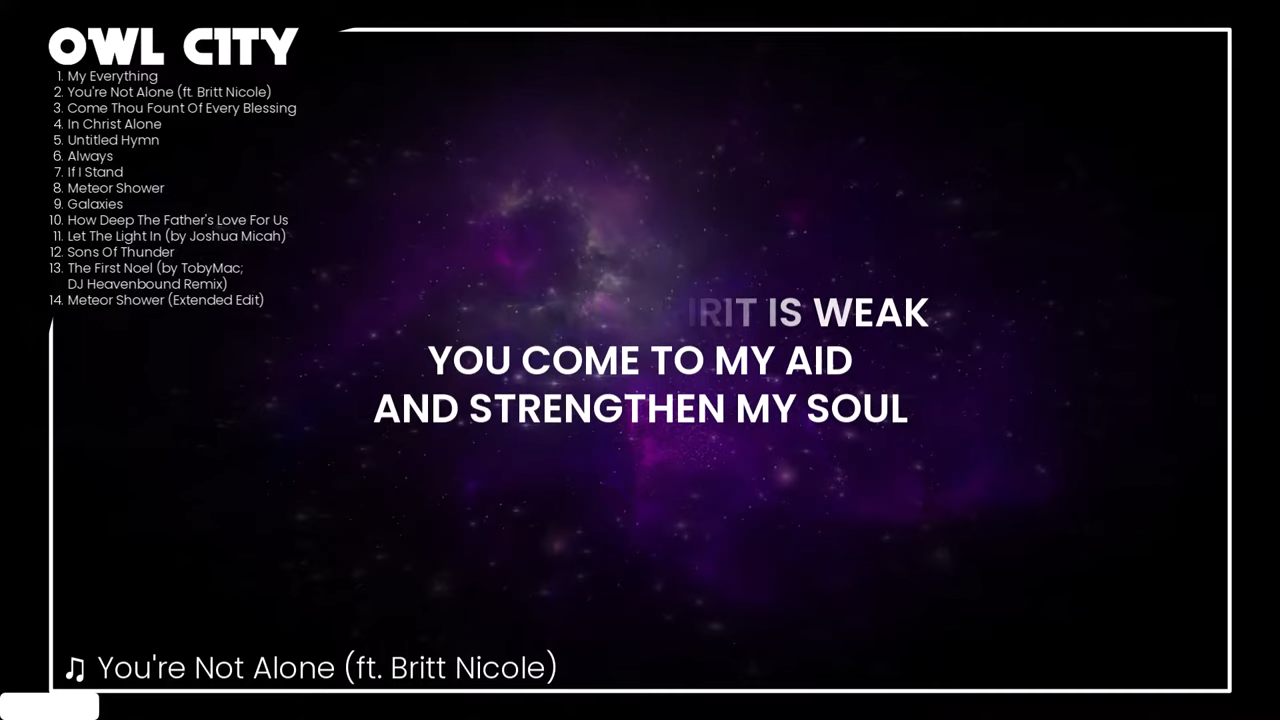 OWL CITY
1. My Everything
2. You're Not Alone (ft. Britt Nicole)
3. Come Thou Fount Of Every Blessing
4. In Christ Alone
5. Untitled Hymn
6. Always
7. If I Stand
8. Meteor Shower
9. Galaxies
10. How Deep The Father's Love For Us
11. Let The Light In (by Joshua Micah)
12. Sons Of Thunder
13. The First Noel (by TobyMac;
DJ Heavenbound Remix)
14. Meteor Shower (Extended Edit)
IRIT IS WEAK
YOU COME TO MY AID
AND STRENGTHEN MY SOUL
♫ You're Not Alone (ft. Britt Nicole)